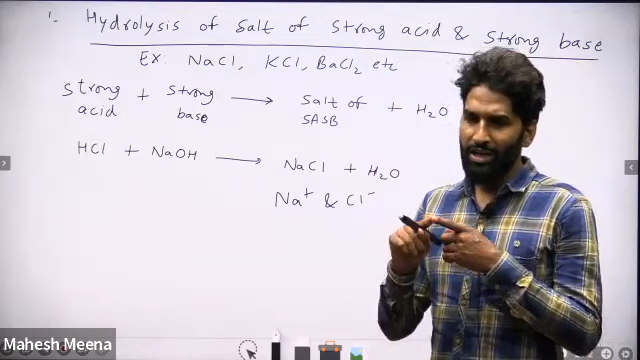 1. Hydrolysis of Salt of Strong acid & Strong base
Ex: NaCl, KCl, BaCl2 etc
Strong acid + Strong base → Salt of SASB + H2O
HCl + NaOH → NaCl + H2O
Na+ & Cl-
Mahesh Meena